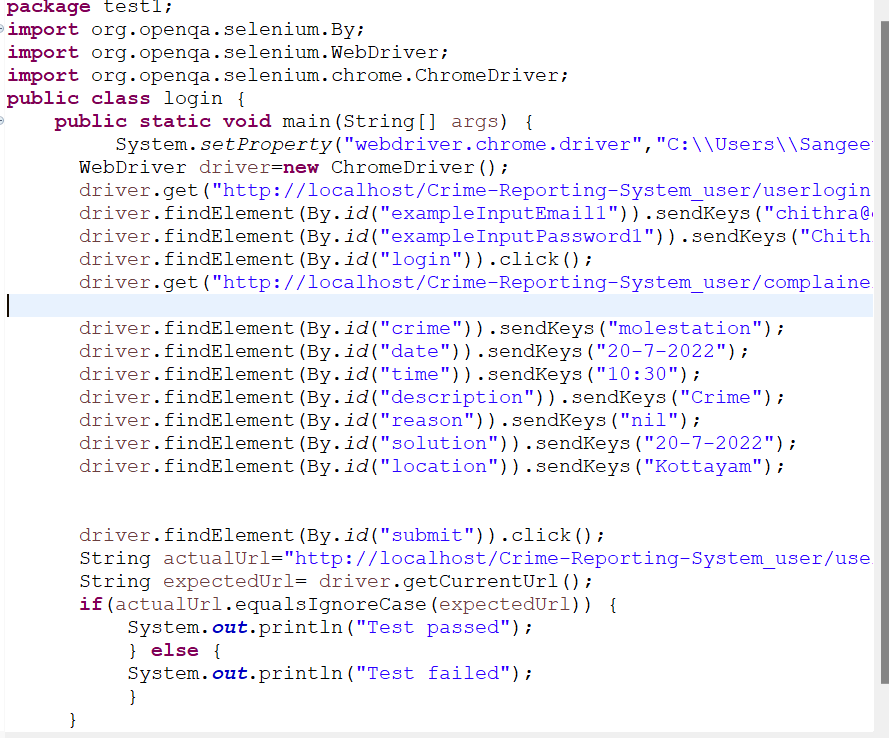 package testl;
import org.openqa.selenium.By;
import org.openqa.selenium.WebDriver;
import org.openqa.selenium.chrome.ChromeDriver;
public class login {
public static void main(String[] args) {
System.setProperty("webdriver.chrome.driver","C:\\Users\\Sangee
WebDriver driver=new ChromeDriver();
driver.get("http://localhost/Crime-Reporting-System_user/userlogin
driver.findElement(By.id("exampleInputEmail1")).sendKeys("chithra@
driver.findElement(By.id("exampleInputPassword1")).sendKeys("Chith
driver.findElement(By.id("login")).click();
driver.get("http://localhost/Crime-Reporting-System_user/complaine
driver.findElement(By.id("crime")).sendKeys("molestation");
driver.findElement(By.id("date")).sendKeys("20-7-2022");
driver.findElement(By.id("time")).sendKeys("10:30");
driver.findElement(By.id("description")).sendKeys("Crime");
driver.findElement(By.id("reason")).sendKeys("nil");
driver.findElement(By.id("solution")).sendKeys("20-7-2022");
driver.findElement(By.id("location")).sendKeys("Kottayam");
driver.findElement(By.id("submit")).click();
String actualUrl="http://localhost/Crime-Reporting-System_user/use
String expectedUrl= driver.getCurrentUrl();
if(actualUrl.equalsIgnoreCase(expectedUrl)) {
System.out.println("Test passed");
} else {
System.out.println("Test failed");
}
}